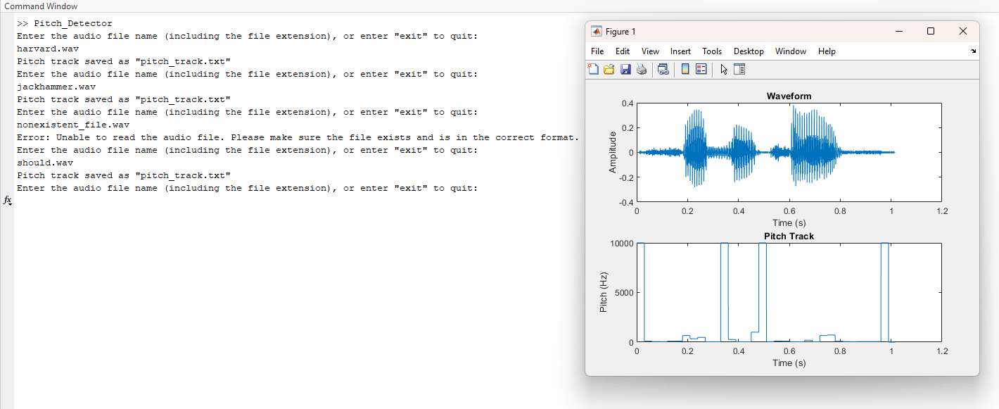 Command Window
>> Pitch_Detector
Enter the audio file name (including the file extension), or enter "exit" to quit:
harvard.wav
Pitch track saved as "pitch_track.txt"
Enter the audio file name (including the file extension), or enter "exit" to quit:
jackhammer.wav
Pitch track saved as "pitch_track.txt"
Enter the audio file name (including the file extension), or enter "exit" to quit:
nonexistent_file.wav
Error: Unable to read the audio file. Please make sure the file exists and is in the correct format.
Enter the audio file name (including the file extension), or enter "exit" to quit:
should.wav
Pitch track saved as "pitch_track.txt"
Enter the audio file name (including the file extension), or enter "exit" to quit:
fx
Figure 1
File Edit View Insert Tools Desktop Window Help
Waveform
0.4
0.2
0
-0.2
-0.4
Amplitude
0 0.2 0.4 0.6 0.8 1 1.2
Time (s)
Pitch Track
10000
5000
0
Pitch (Hz)
0 0.2 0.4 0.6 0.8 1 1.2
Time (s)